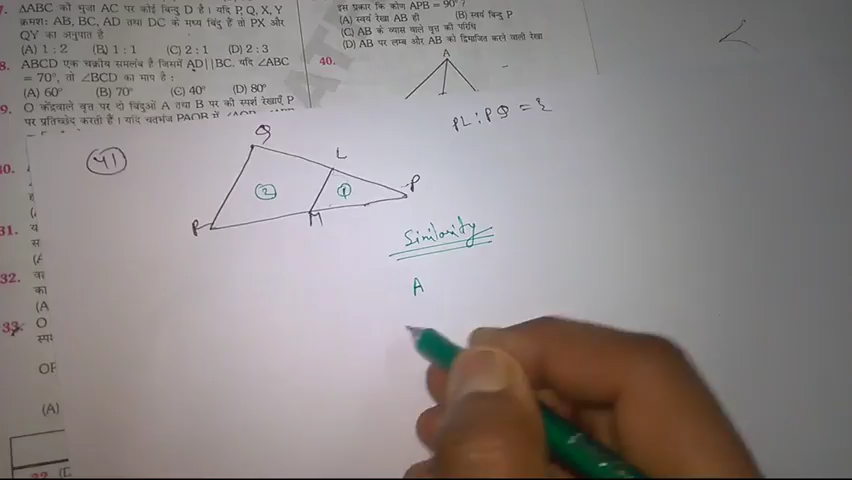 7. ΔABC की भुजा AC पर कोई बिन्दु D है। यदि P, Q, X, Y
क्रमशः AB, BC, AD तथा DC के मध्य बिंदु हैं तो PX और
QY का अनुपात है
(A) 1 : 2 (B) 1 : 1 (C) 2 : 1 (D) 2 : 3
8. ABCD एक चक्रीय समलंब है जिसमें AD||BC. यदि ∠ABC
= 70°, तो ∠BCD का माप है :
(A) 60° (B) 70° (C) 40° (D) 80°
9. O केंद्रवाले वृत्त पर दो बिंदुओं A तथा B पर की स्पर्श रेखाएँ P
पर प्रतिच्छेद करती हैं। यदि चतुर्भुज PAOB में
इस प्रकार कि कोण APB = 90° ?
(A) स्वयं रेखा AB ही (B) स्वयं बिन्दु P
(C) AB के व्यास वाले वृत्त की परिधि
(D) AB पर लम्ब और AB को द्विभाजित करने वाली रेखा
40.
A
PL : PQ = ?
41
Q
L
P
2
1
R
M
Similarity
A
30.
31.
स
32.
का
(A
33. O
स्पर
OF
(A)